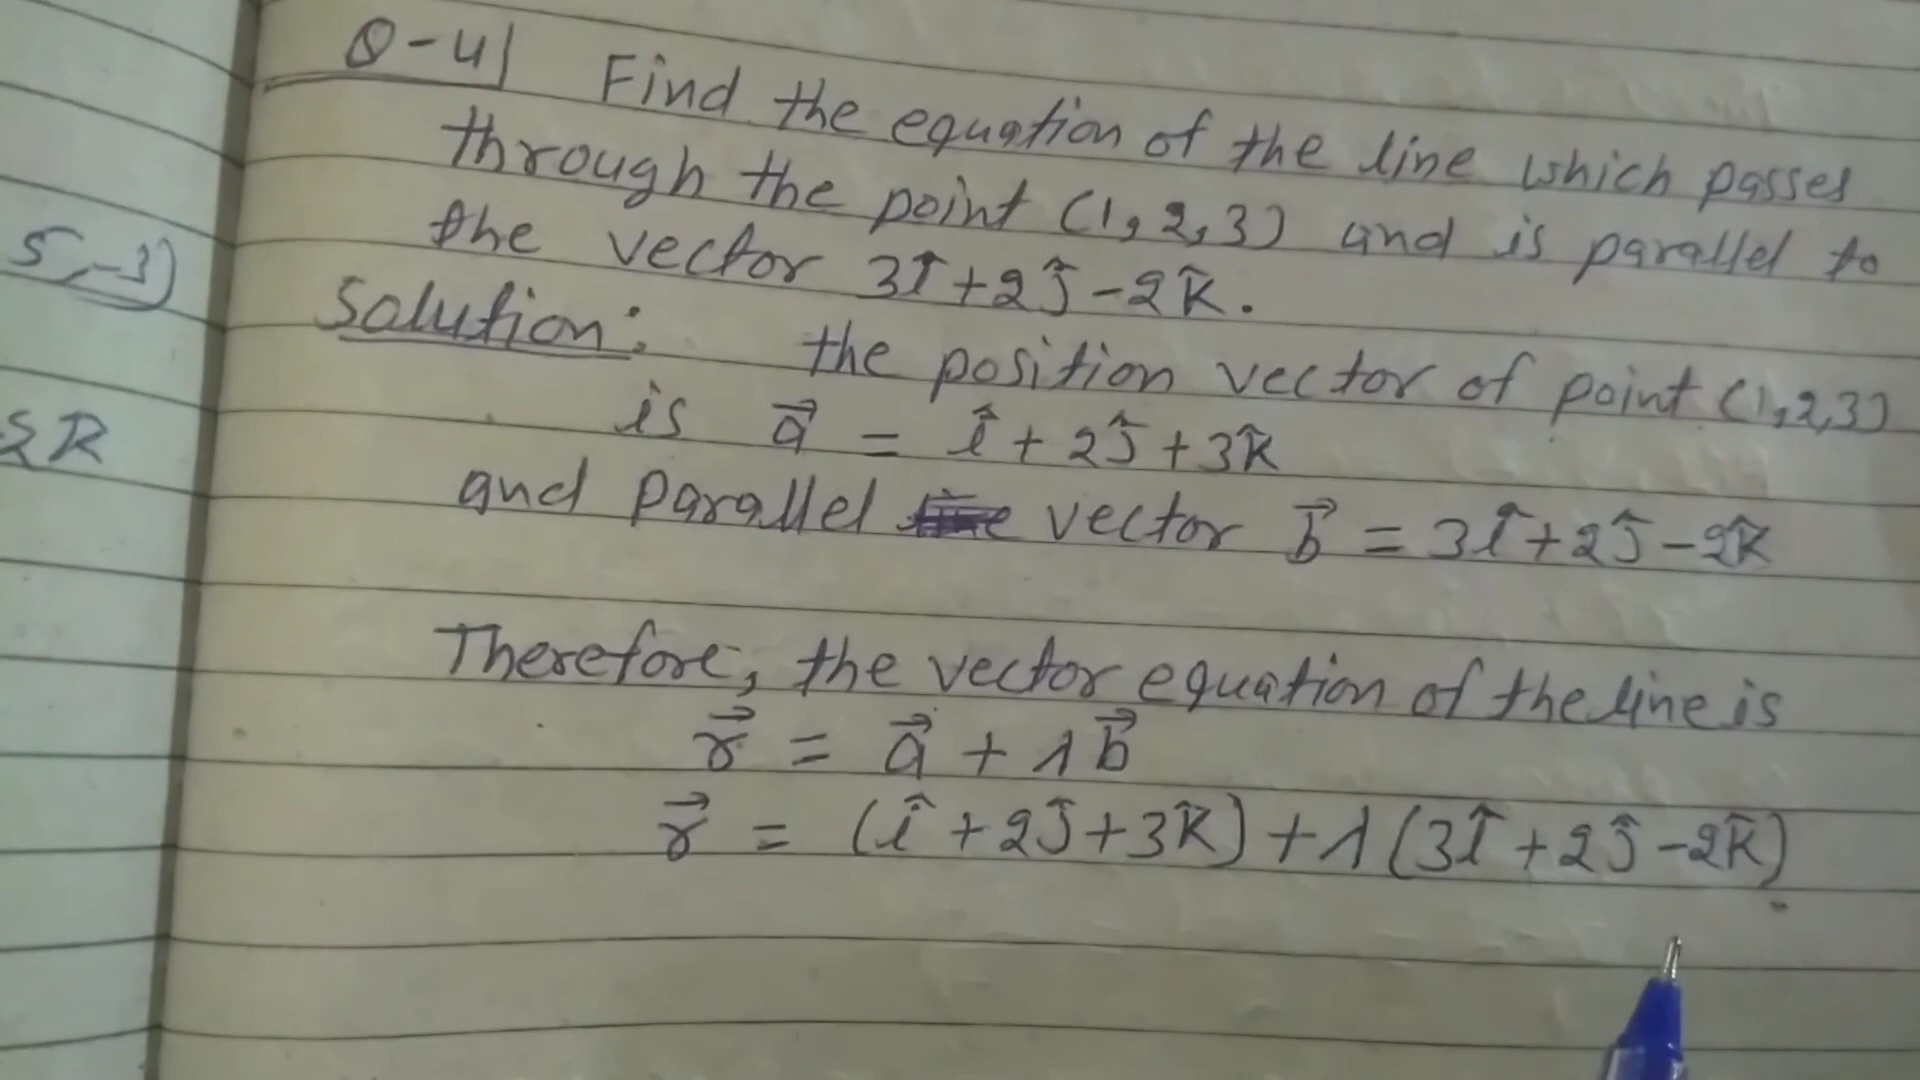 Q-4| Find the equation of the line which passes
through the point (1,2,3) and is parallel to
the vector 3î+2ĵ-2k̂.
Solution: the position vector of point (1,2,3)
is a⃗ = î + 2ĵ + 3k̂
and parallel vector b⃗ = 3î+2ĵ-2k̂
Therefore, the vector equation of the line is
r⃗ = a⃗ + λb⃗
r⃗ = (î + 2ĵ + 3k̂) + λ(3î + 2ĵ - 2k̂)
5,-3)